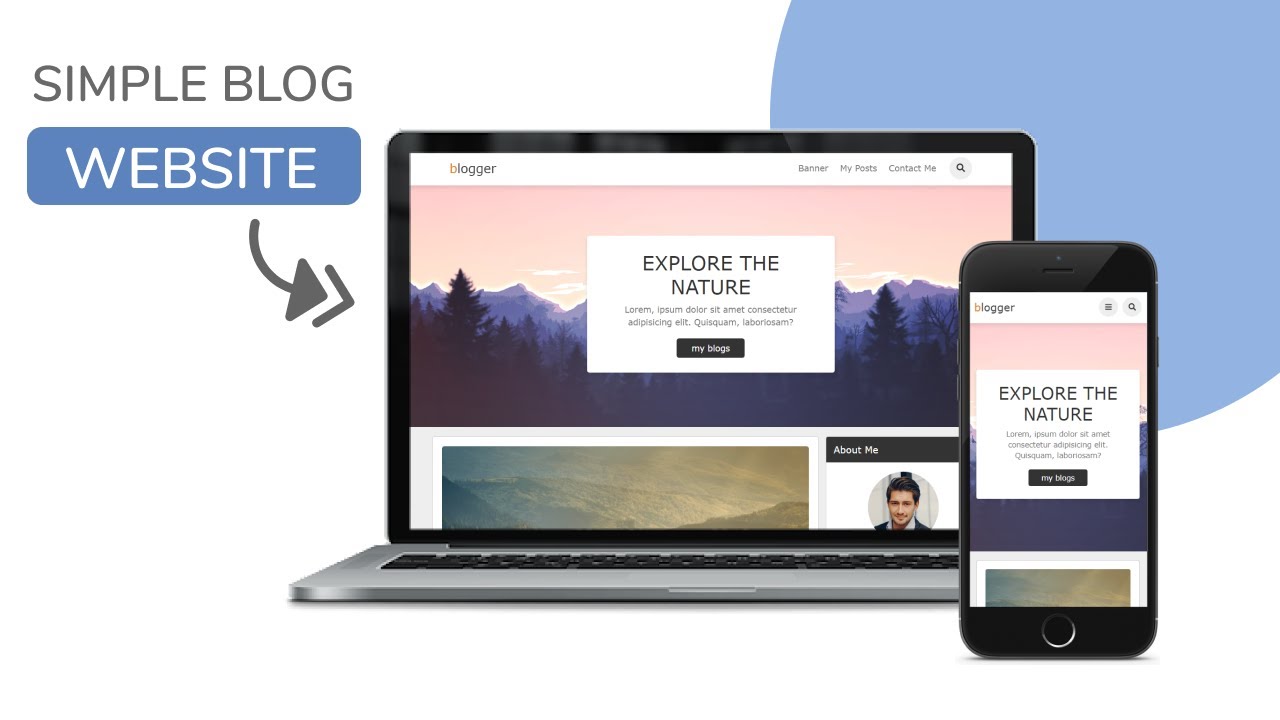 SIMPLE BLOG
WEBSITE
blogger
Banner My Posts Contact Me
EXPLORE THE
NATURE
Lorem, ipsum dolor sit amet consectetur
adipisicing elit. Quisquam, laboriosam?
my blogs
About Me
blogger
EXPLORE THE
NATURE
Lorem, ipsum dolor sit amet
consectetur adipisicing elit.
Quisquam, laboriosam?
my blogs